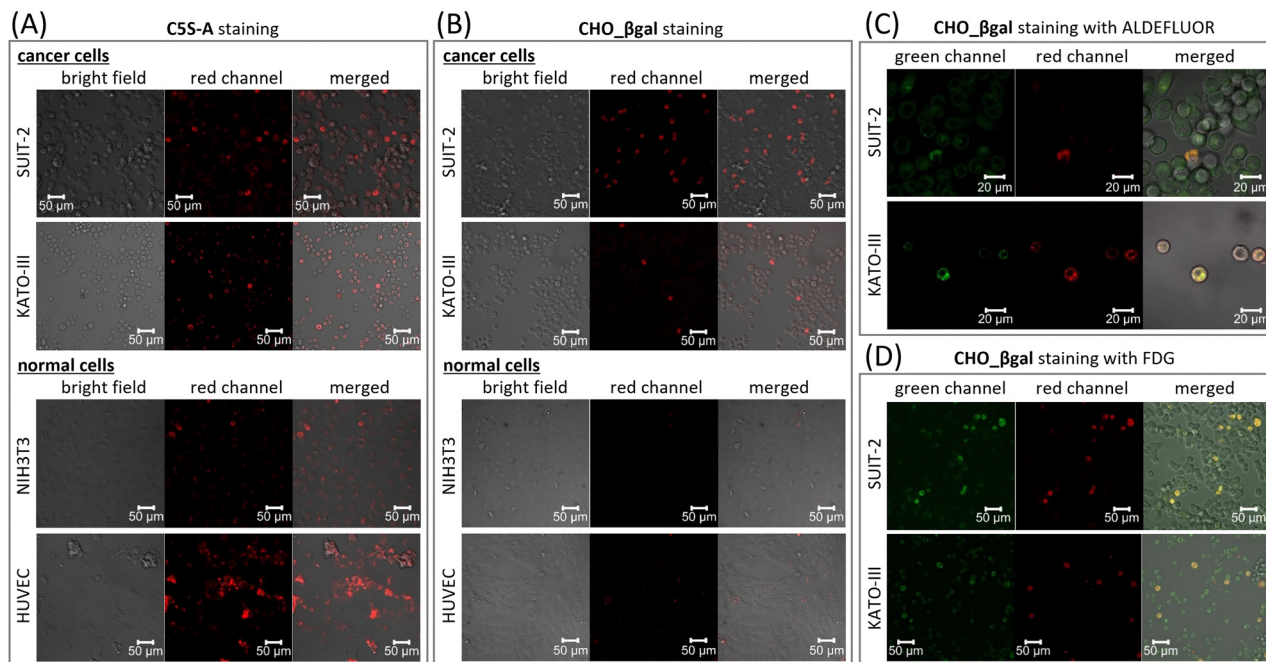 (A)
C5S-A staining
cancer cells
bright field red channel merged
SUIT-2
50 µm 50 µm 50 µm
KATO-III
50 µm 50 µm 50 µm
normal cells
bright field red channel merged
NIH3T3
50 µm 50 µm 50 µm
HUVEC
50 µm 50 µm 50 µm
(B)
CHO_βgal staining
cancer cells
bright field red channel merged
SUIT-2
50 µm 50 µm 50 µm
KATO-III
50 µm 50 µm 50 µm
normal cells
bright field red channel merged
NIH3T3
50 µm 50 µm 50 µm
HUVEC
50 µm 50 µm 50 µm
(C)
CHO_βgal staining with ALDEFLUOR
green channel red channel merged
SUIT-2
20 µm 20 µm 20 µm
KATO-III
20 µm 20 µm 20 µm
(D)
CHO_βgal staining with FDG
green channel red channel merged
SUIT-2
50 µm 50 µm 50 µm
KATO-III
50 µm 50 µm 50 µm